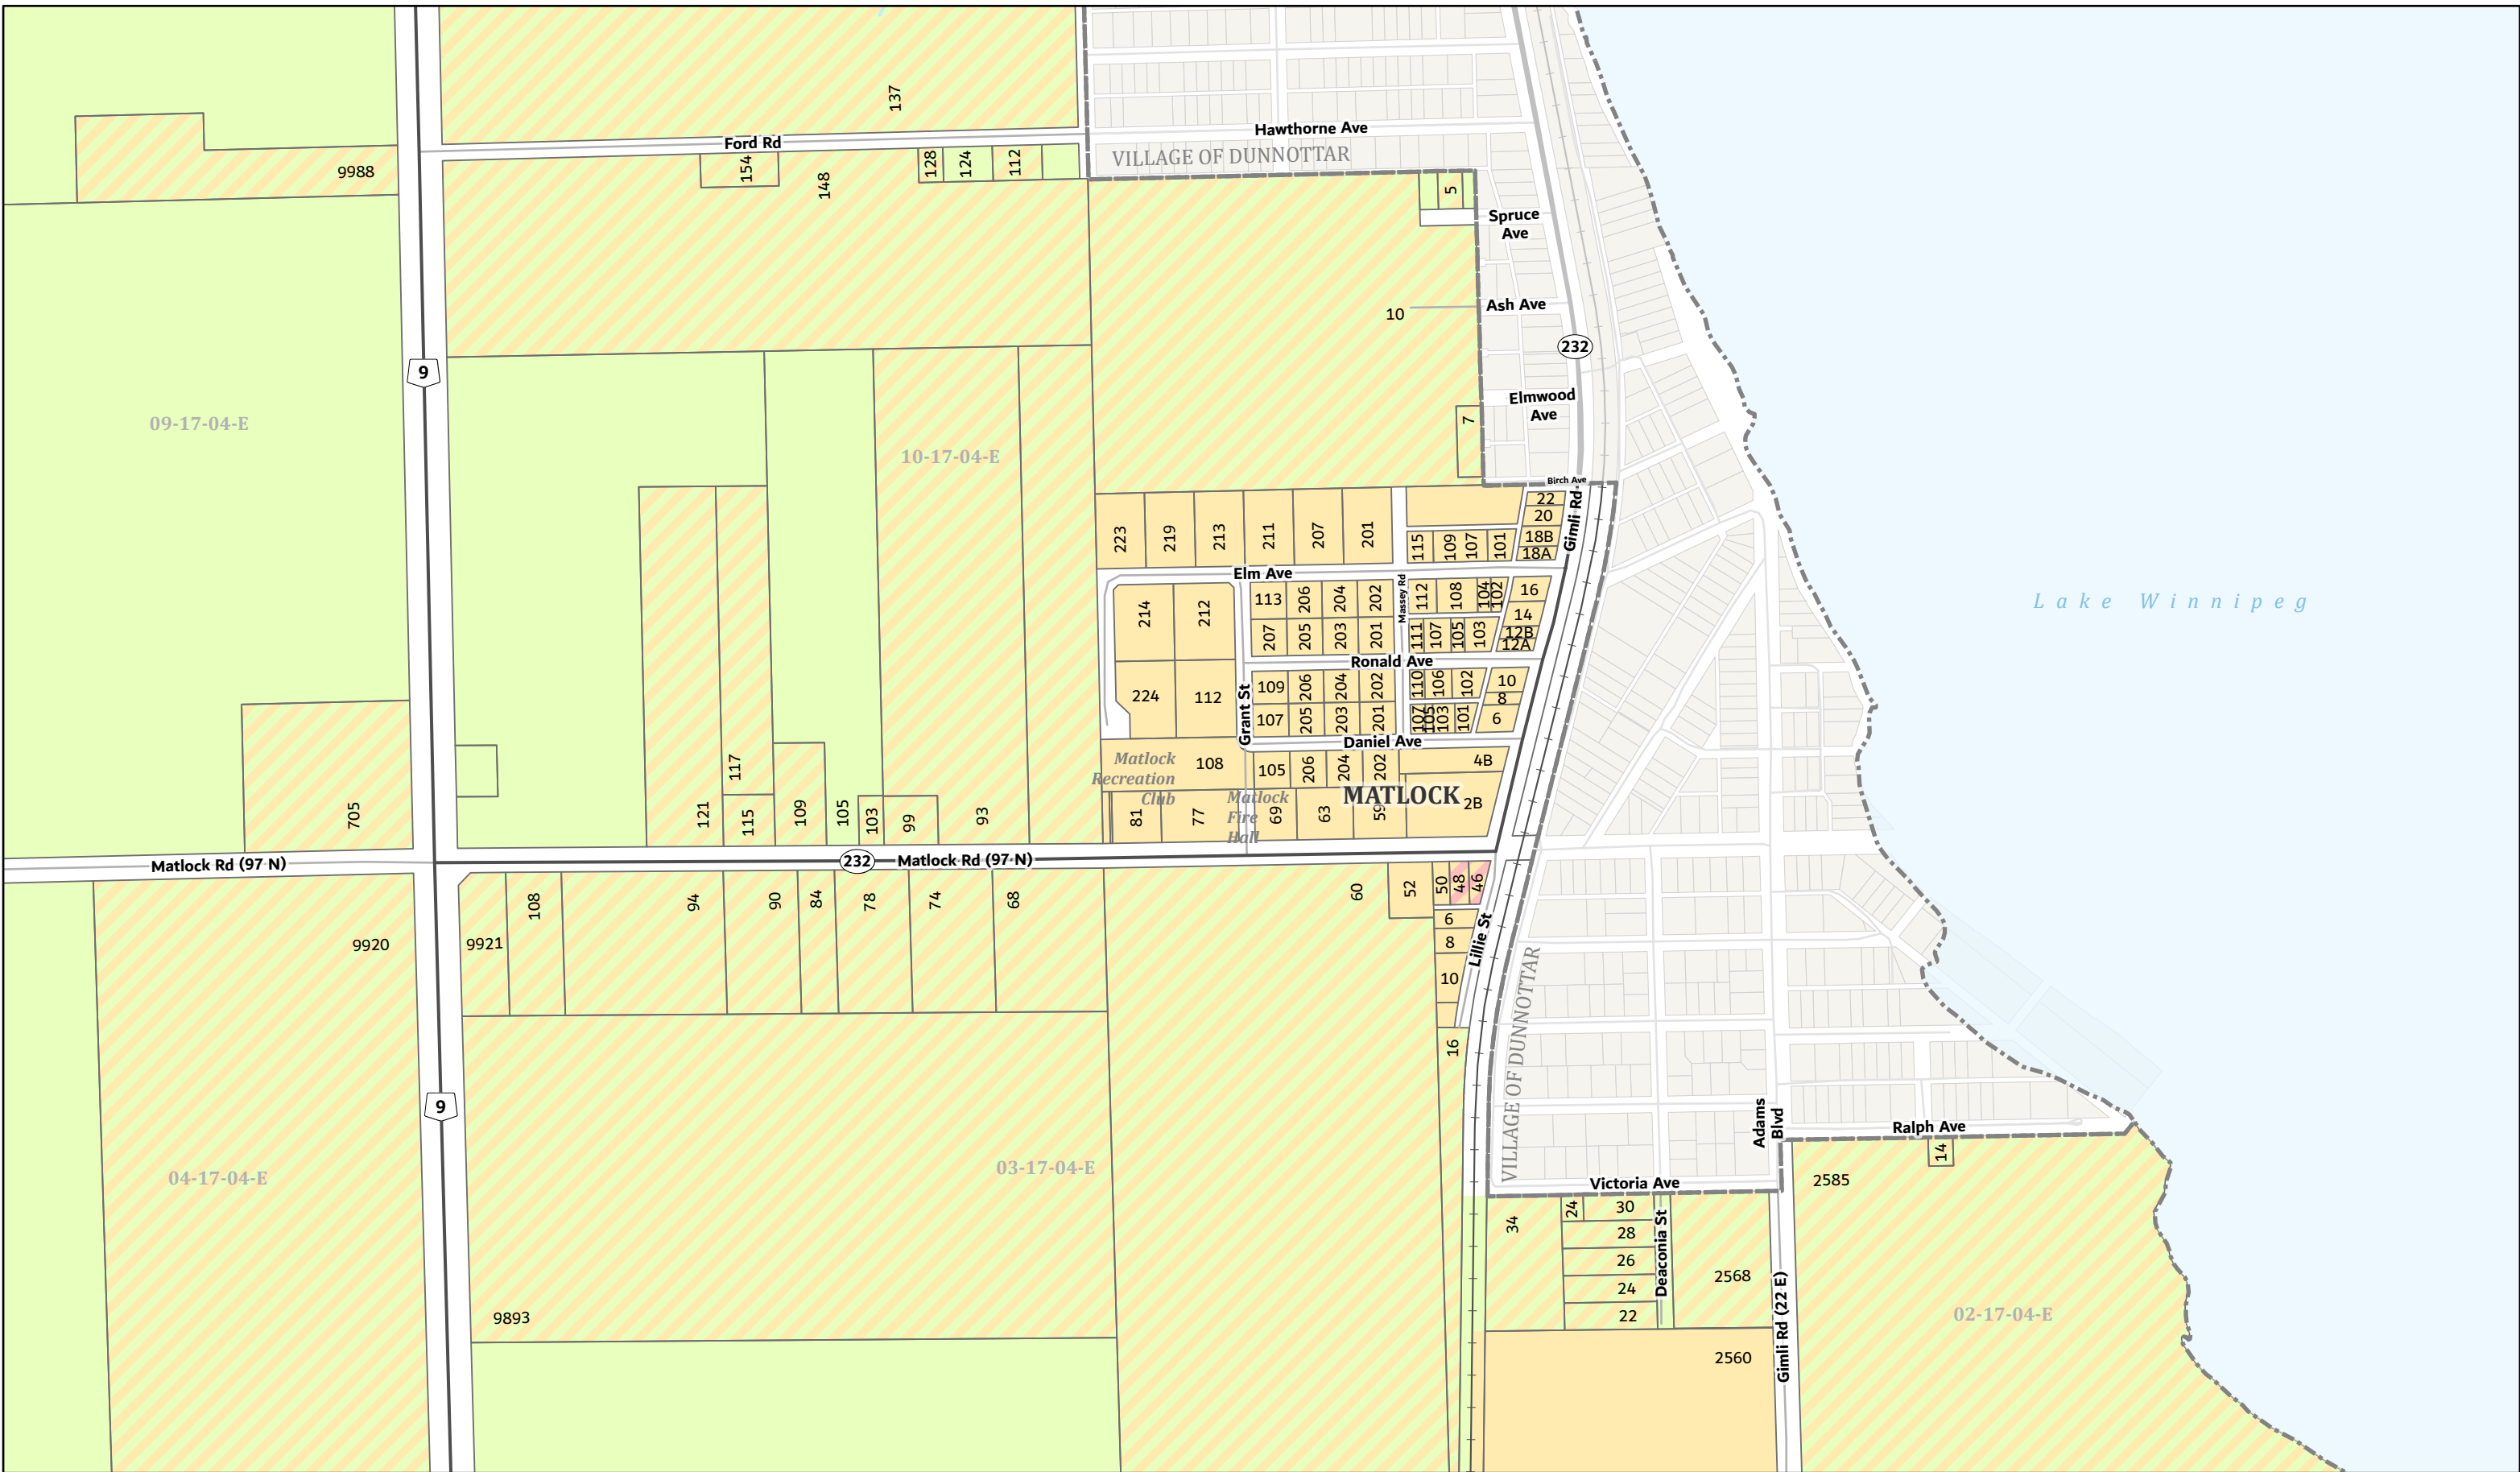 137
Ford Rd
Hawthorne Ave
VILLAGE OF DUNNOTTAR
9988
154
148
128
124
112
5
Spruce
Ave
10
Ash Ave
232
9
Elmwood
Ave
7
09-17-04-E
10-17-04-E
Birch Ave
Gimli Rd
22
20
18B
18A
223
219
213
211
207
201
115
109
107
101
Elm Ave
Massey Rd
214
212
113
206
204
202
112
108
104
102
16
14
12B
12A
207
205
203
201
111
107
105
103
Ronald Ave
Lake Winnipeg
224
112
Grant St
109
206
204
202
110
106
102
10
8
6
107
205
203
201
107
105
103
101
Daniel Ave
Matlock
Recreation
Club
108
105
206
204
202
4B
MATLOCK
2B
Matlock
Fire
Hall
81
77
69
63
59
705
121
117
115
109
105
103
99
93
Matlock Rd (97 N)
232
Matlock Rd (97 N)
9920
9921
108
94
90
84
78
74
68
60
52
50
48
46
6
8
10
16
Lillie St
VILLAGE OF DUNNOTTAR
9
04-17-04-E
03-17-04-E
Adams
Blvd
Ralph Ave
14
2585
Victoria Ave
34
24
30
28
26
24
22
Deaconia St
2568
2560
Gimli Rd (22 E)
02-17-04-E
9893